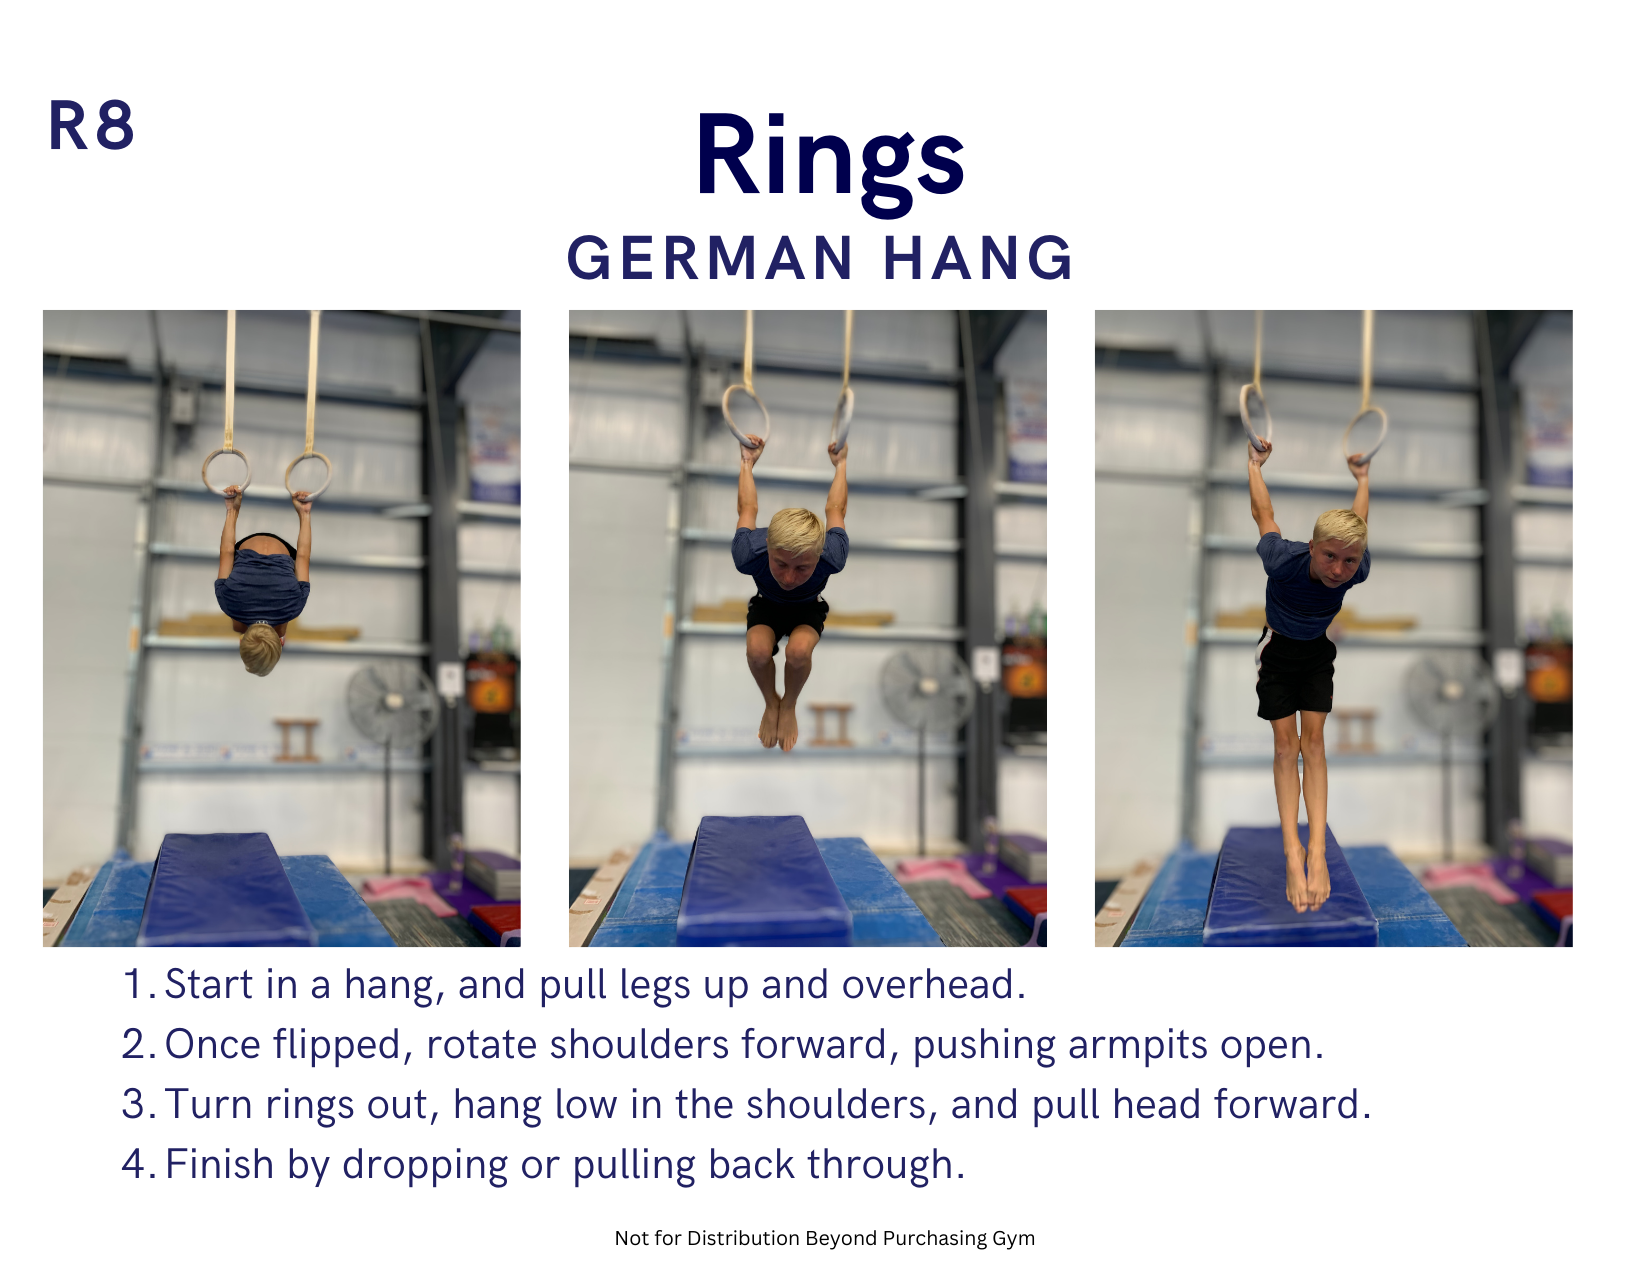 R8
Rings
GERMAN HANG
1. Start in a hang, and pull legs up and overhead.
2. Once flipped, rotate shoulders forward, pushing armpits open.
3. Turn rings out, hang low in the shoulders, and pull head forward.
4. Finish by dropping or pulling back through.
Not for Distribution Beyond Purchasing Gym